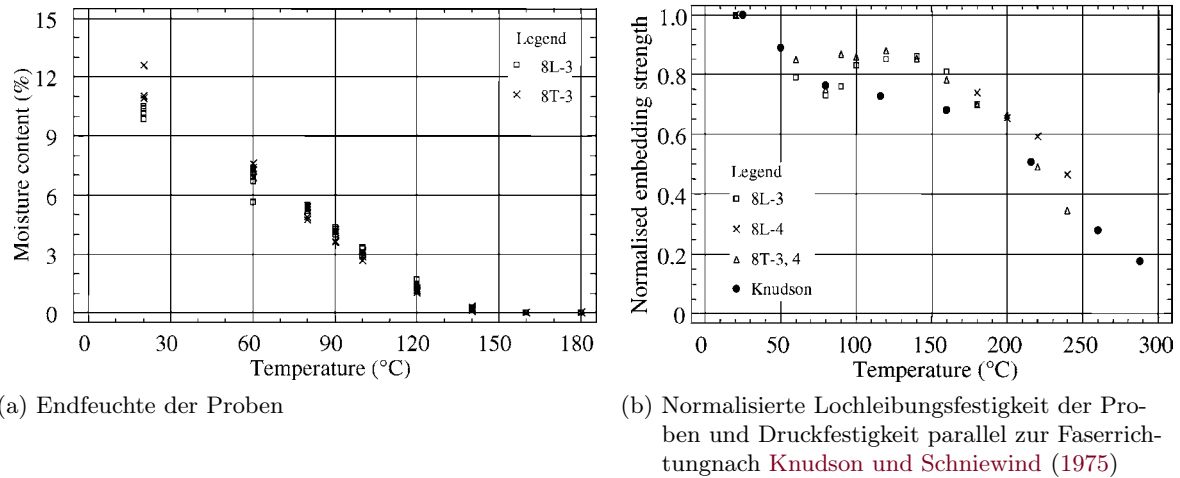 15
12
9
6
3
0
Moisture content (%)
Legend
8L-3
8T-3
0 30 60 90 120 150 180
Temperature (°C)
(a) Endfeuchte der Proben
1.0
0.8
0.6
0.4
0.2
0
Normalised embedding strength
Legend
8L-3
8L-4
8T-3, 4
Knudson
0 50 100 150 200 250 300
Temperature (°C)
(b) Normalisierte Lochleibungsfestigkeit der Pro-
ben und Druckfestigkeit parallel zur Faserrich-
tungnach Knudson und Schniewind (1975)